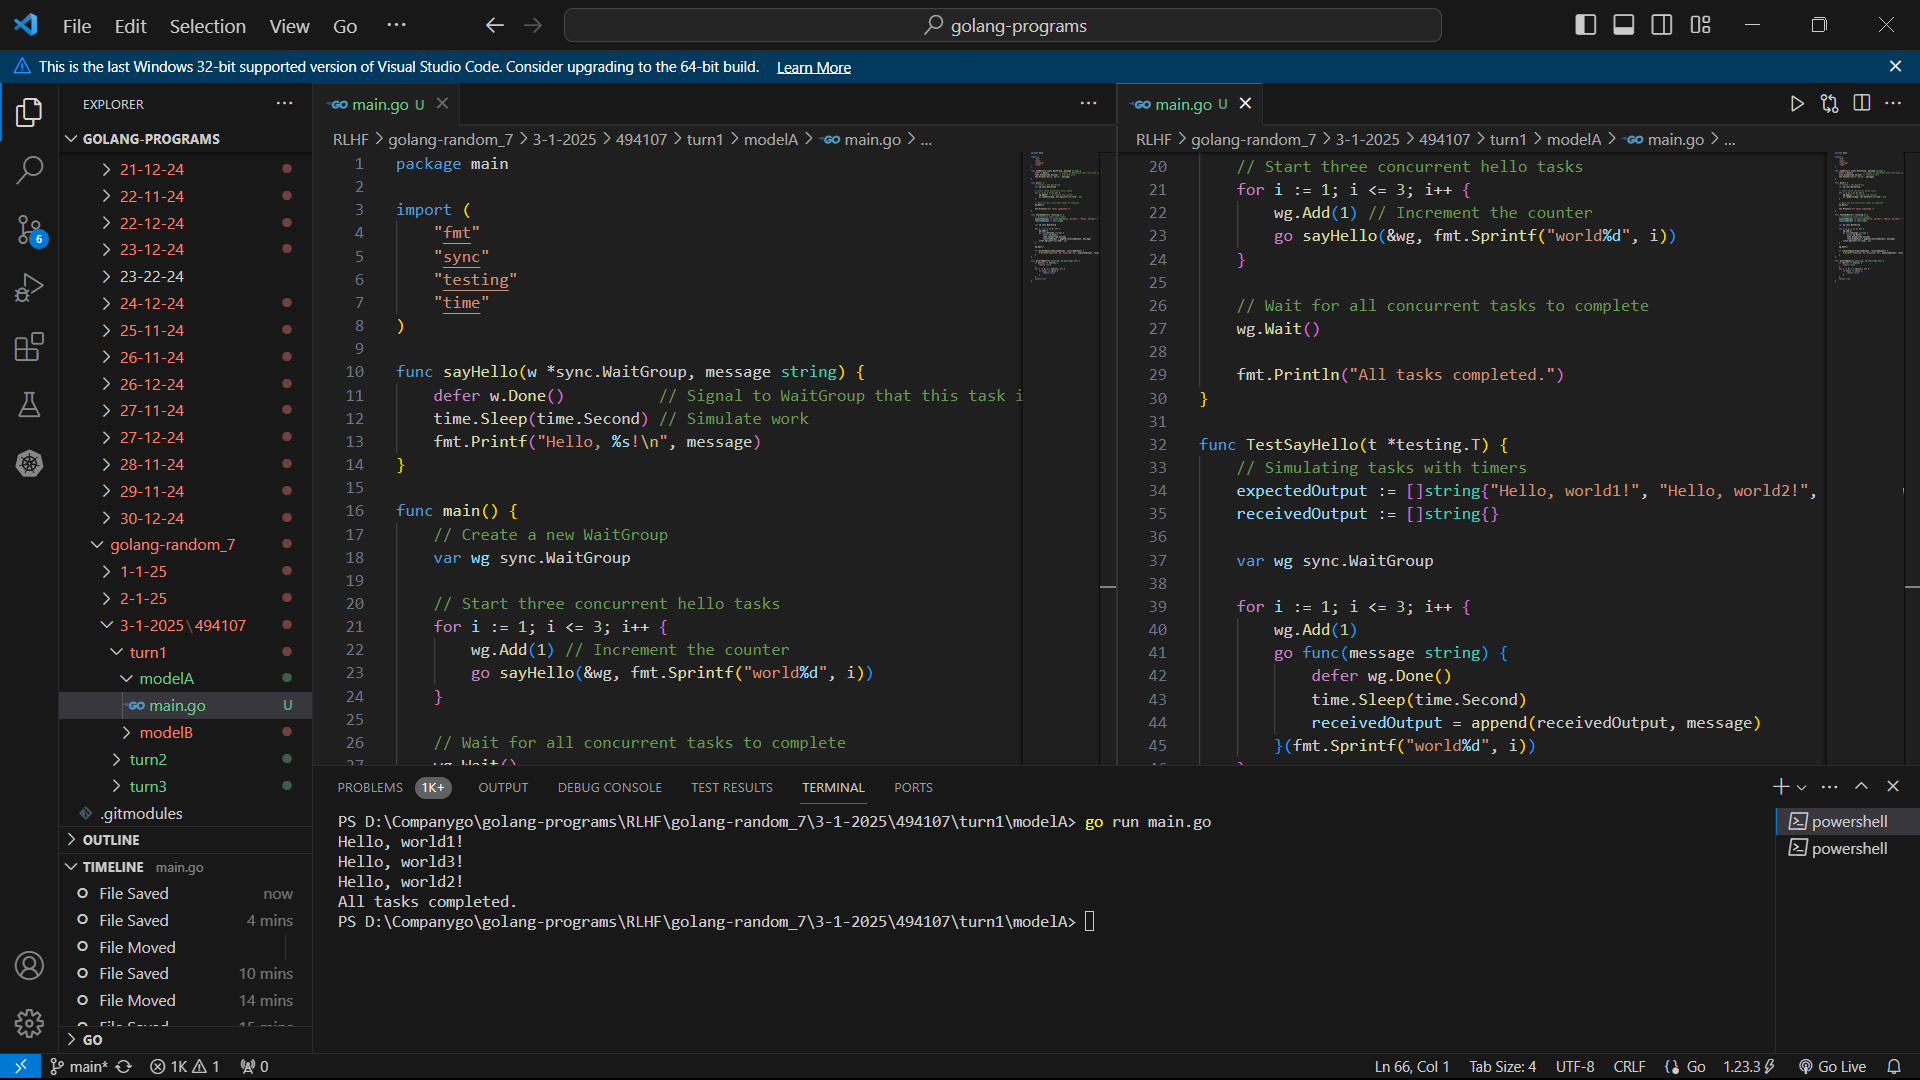 File Edit Selection View Go ···
golang-programs
This is the last Windows 32-bit supported version of Visual Studio Code. Consider upgrading to the 64-bit build. Learn More
EXPLORER
GOLANG-PROGRAMS
21-12-24
22-11-24
22-12-24
23-12-24
23-22-24
24-12-24
25-11-24
26-11-24
26-12-24
27-11-24
27-12-24
28-11-24
29-11-24
30-12-24
golang-random_7
1-1-25
2-1-25
3-1-2025\494107
turn1
modelA
main.go U
modelB
turn2
turn3
.gitmodules
OUTLINE
TIMELINE main.go
File Saved now
File Saved 4 mins
File Moved
File Saved 10 mins
File Moved 14 mins
File Saved 15 mins
GO
6
main.go U
RLHF > golang-random_7 > 3-1-2025 > 494107 > turn1 > modelA > main.go > ...
1 package main
2
3 import (
4 "fmt"
5 "sync"
6 "testing"
7 "time"
8 )
9
10 func sayHello(w *sync.WaitGroup, message string) {
11 defer w.Done() // Signal to WaitGroup that this task i
12 time.Sleep(time.Second) // Simulate work
13 fmt.Printf("Hello, %s!\n", message)
14 }
15
16 func main() {
17 // Create a new WaitGroup
18 var wg sync.WaitGroup
19
20 // Start three concurrent hello tasks
21 for i := 1; i <= 3; i++ {
22 wg.Add(1) // Increment the counter
23 go sayHello(&wg, fmt.Sprintf("world%d", i))
24 }
25
26 // Wait for all concurrent tasks to complete
27 wg.Wait()
main.go U
RLHF > golang-random_7 > 3-1-2025 > 494107 > turn1 > modelA > main.go > ...
20 // Start three concurrent hello tasks
21 for i := 1; i <= 3; i++ {
22 wg.Add(1) // Increment the counter
23 go sayHello(&wg, fmt.Sprintf("world%d", i))
24 }
25
26 // Wait for all concurrent tasks to complete
27 wg.Wait()
28
29 fmt.Println("All tasks completed.")
30 }
31
32 func TestSayHello(t *testing.T) {
33 // Simulating tasks with timers
34 expectedOutput := []string{"Hello, world1!", "Hello, world2!",
35 receivedOutput := []string{}
36
37 var wg sync.WaitGroup
38
39 for i := 1; i <= 3; i++ {
40 wg.Add(1)
41 go func(message string) {
42 defer wg.Done()
43 time.Sleep(time.Second)
44 receivedOutput = append(receivedOutput, message)
45 }(fmt.Sprintf("world%d", i))
PROBLEMS 1K+ OUTPUT DEBUG CONSOLE TEST RESULTS TERMINAL PORTS
PS D:\Companygo\golang-programs\RLHF\golang-random_7\3-1-2025\494107\turn1\modelA> go run main.go
Hello, world1!
Hello, world3!
Hello, world2!
All tasks completed.
PS D:\Companygo\golang-programs\RLHF\golang-random_7\3-1-2025\494107\turn1\modelA>
powershell
powershell
main* 1K 1 0 Ln 66, Col 1 Tab Size: 4 UTF-8 CRLF Go 1.23.3 Go Live